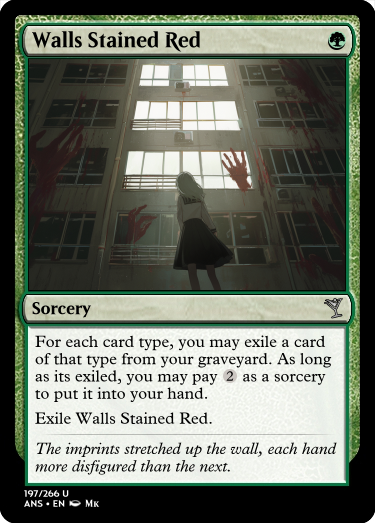 Walls Stained Red
Sorcery
For each card type, you may exile a card
of that type from your graveyard. As long
as its exiled, you may pay 2 as a sorcery
to put it into your hand.
Exile Walls Stained Red.
The imprints stretched up the wall, each hand
more disfigured than the next.
197/266 U
ANS • EN MK